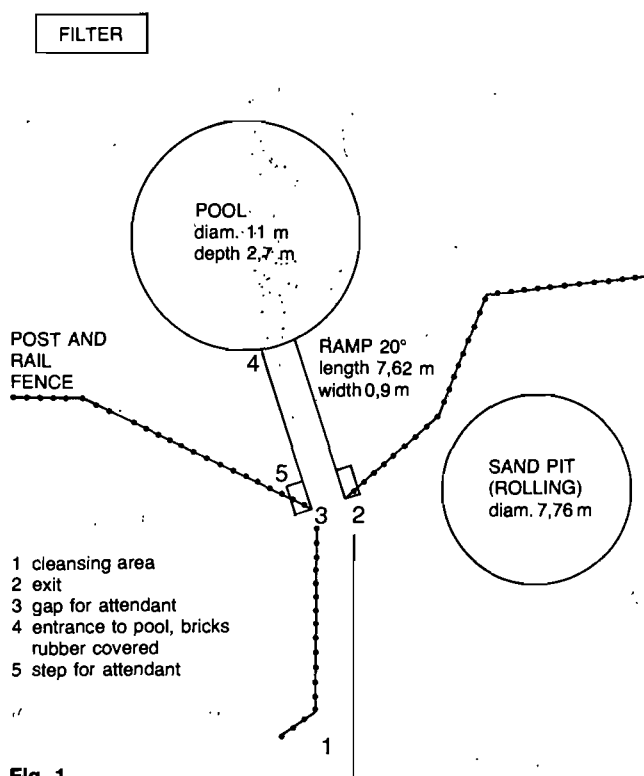 FILTER
POOL
diam. 11 m
depth 2,7 m
POST AND
RAIL
FENCE
4
RAMP 20°
length 7,62 m
width 0,9 m
5
3
2
SAND PIT
(ROLLING)
diam. 7,76 m
1 cleansing area
2 exit
3 gap for attendant
4 entrance to pool, bricks
rubber covered
5 step for attendant
1
Fig. 1